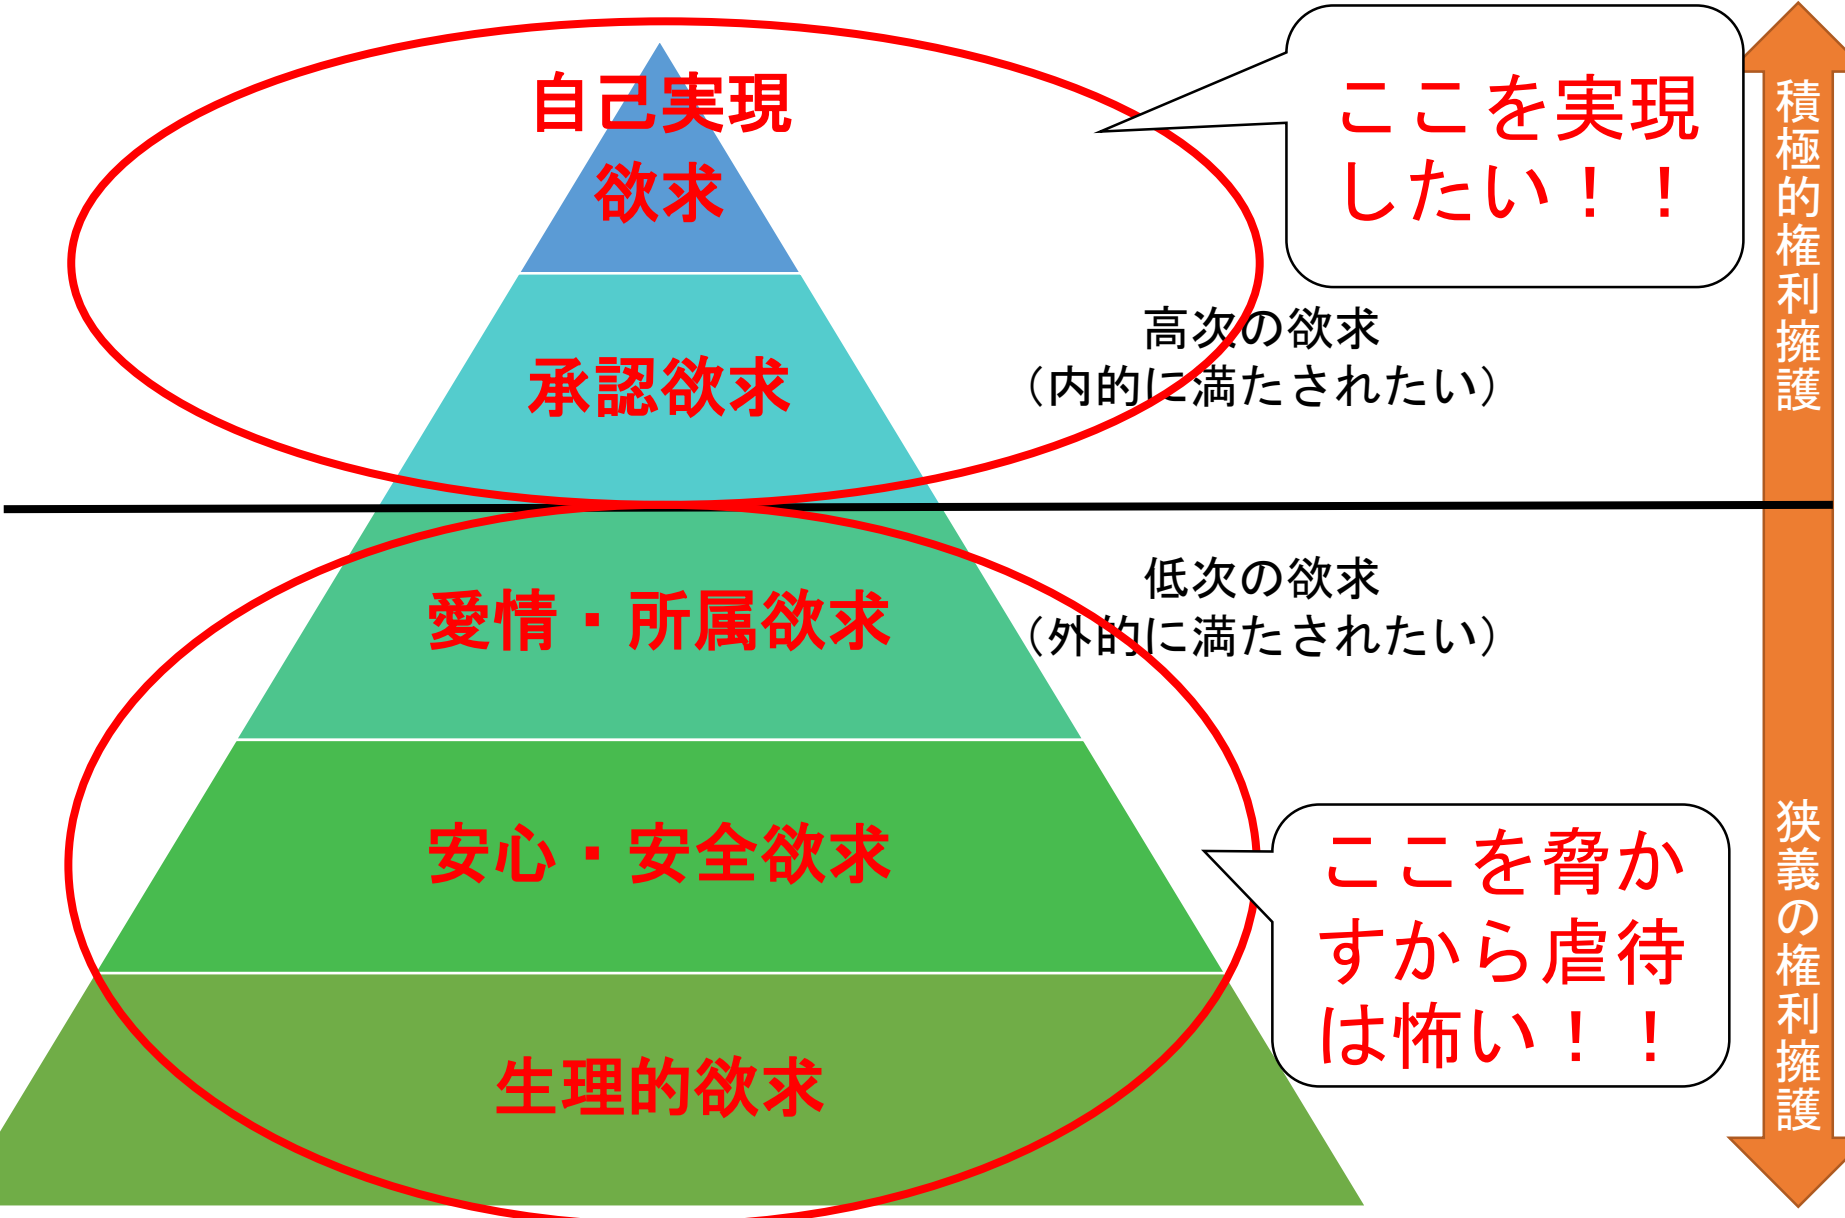 自己実現
欲求
承認欲求
愛情・所属欲求
安心・安全欲求
生理的欲求
ここを実現
したい！！
高次の欲求
（内的に満たされたい）
低次の欲求
（外的に満たされたい）
ここを脅か
すから虐待
は怖い！！
積極的権利擁護
狭義の権利擁護